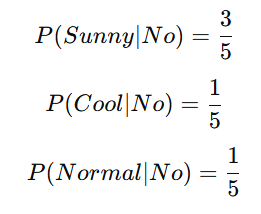 P(Sunny|No) = 3/5
P(Cool|No) = 1/5
P(Normal|No) = 1/5